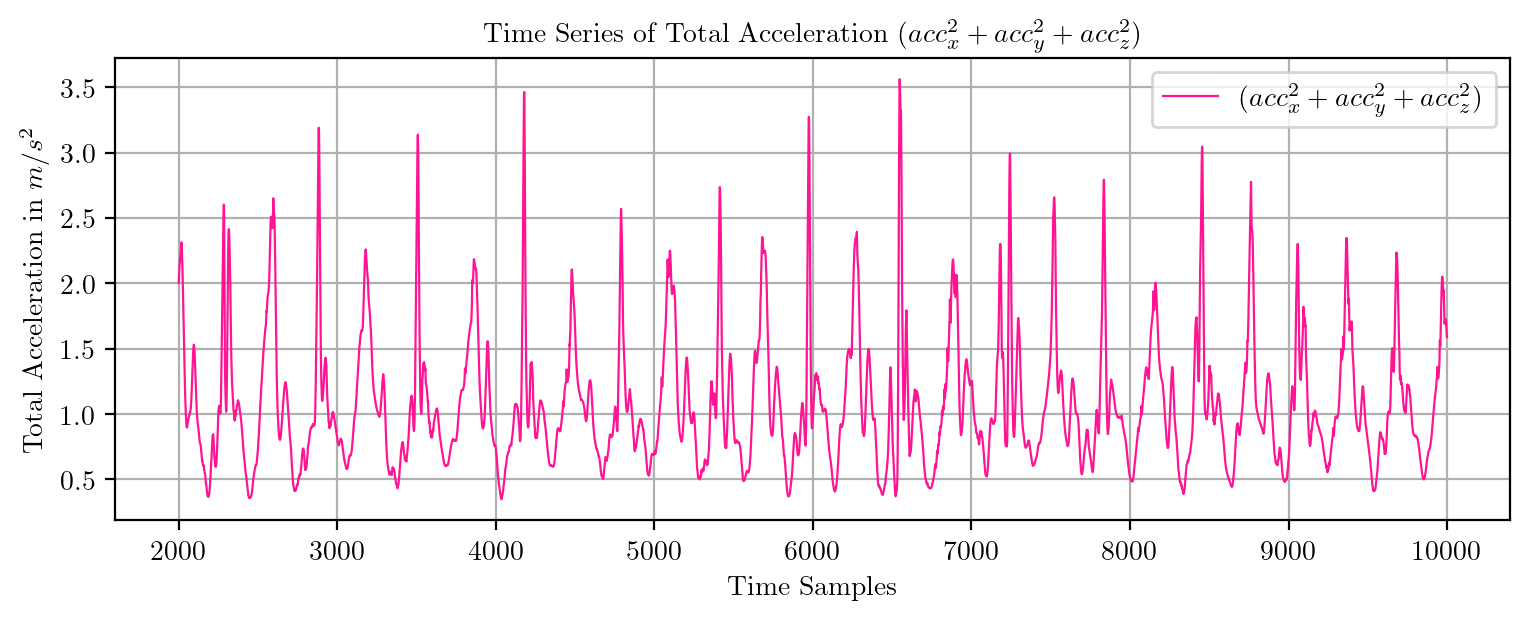 Time Series of Total Acceleration $(acc_x^2 + acc_y^2 + acc_z^2)$
$(acc_x^2 + acc_y^2 + acc_z^2)$
Total Acceleration in $m/s^2$
3.5
3.0
2.5
2.0
1.5
1.0
0.5
2000 3000 4000 5000 6000 7000 8000 9000 10000
Time Samples